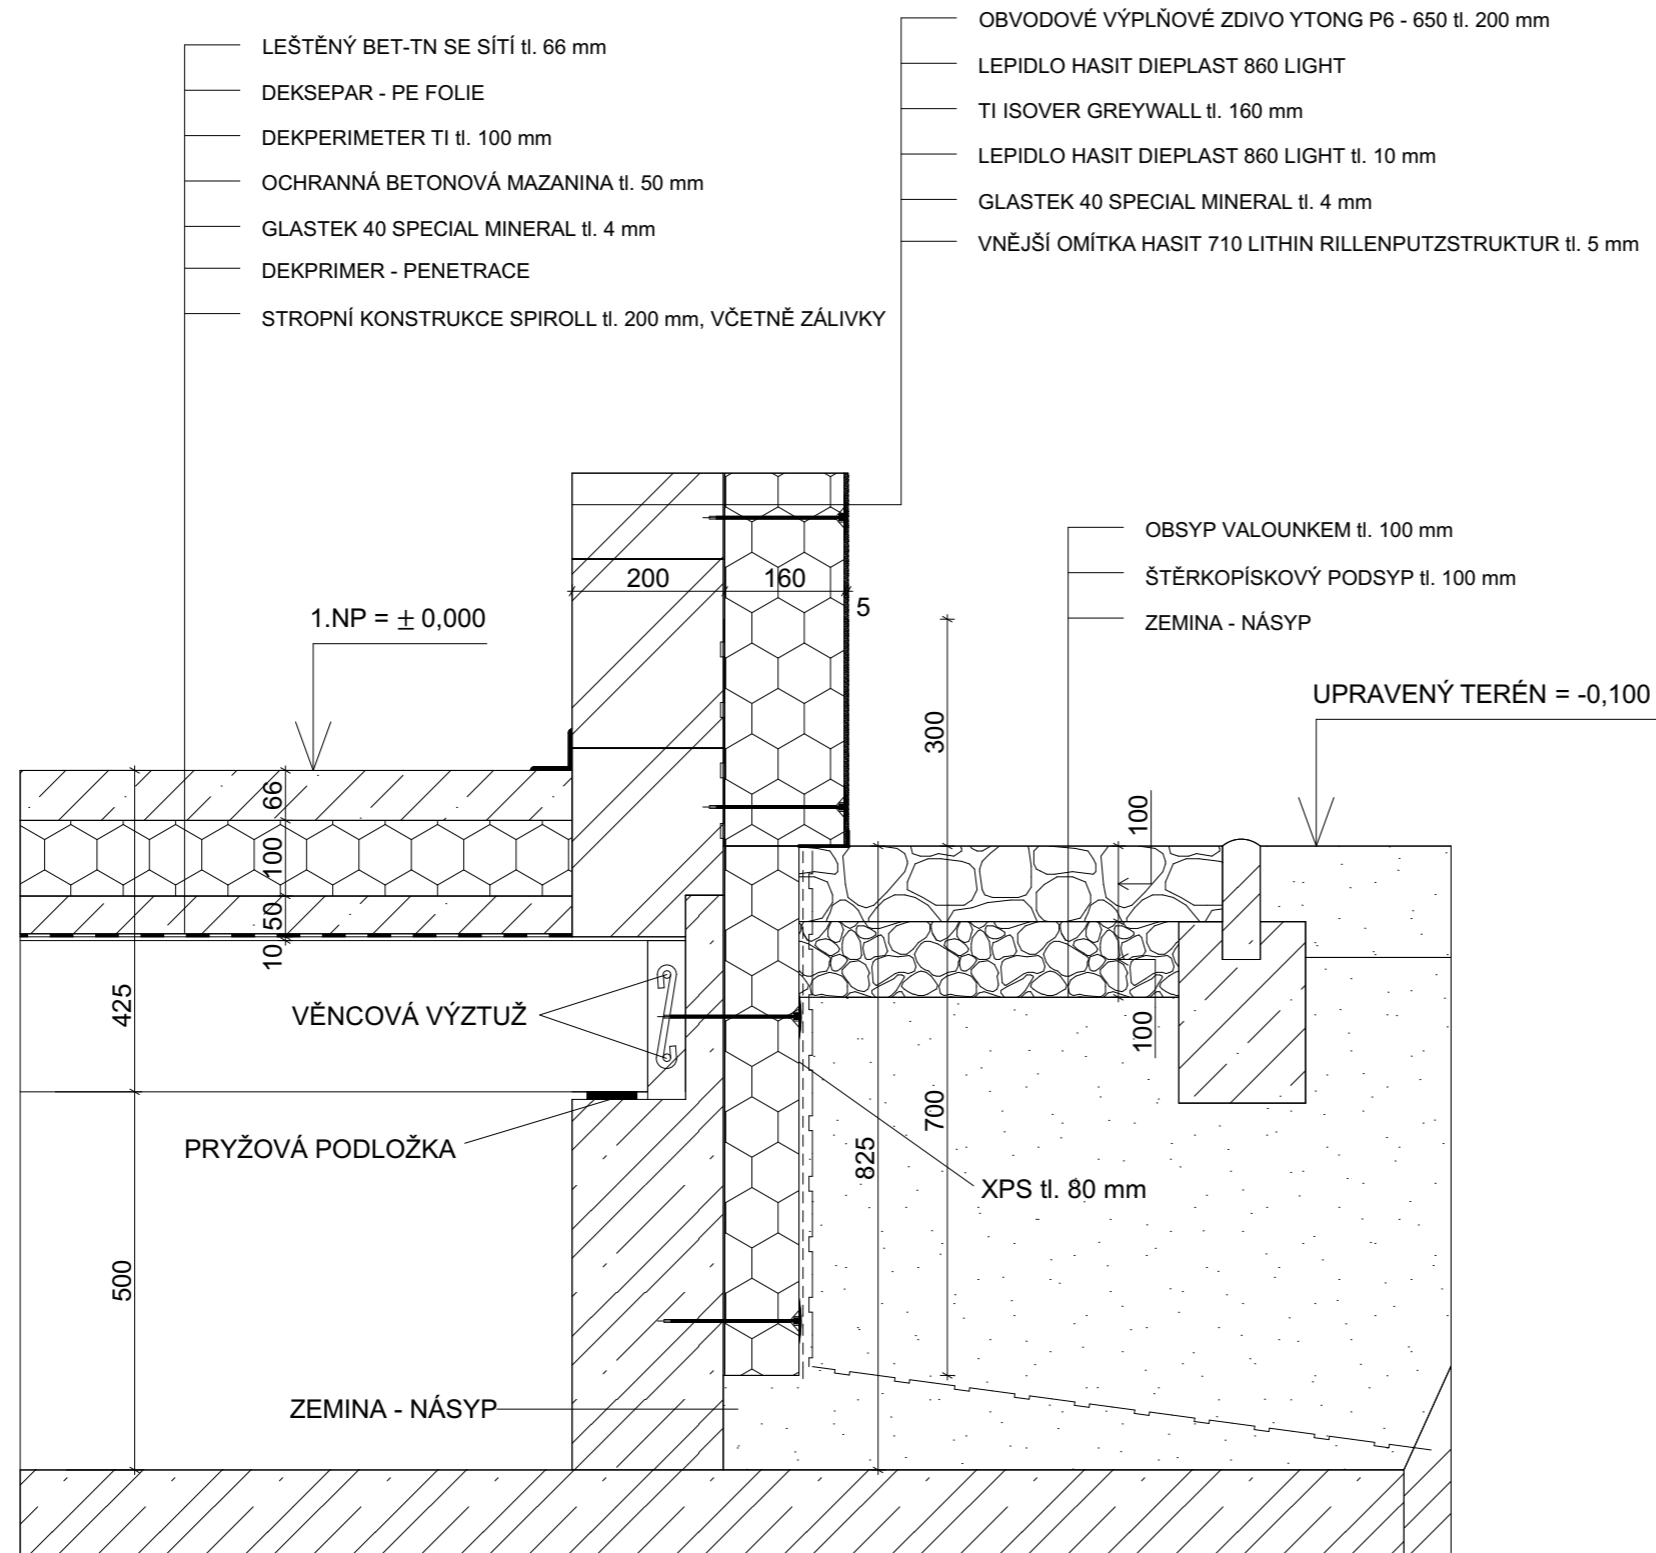 LEŠTĚNÝ BET-TN SE SÍTÍ tl. 66 mm
DEKSEPAR - PE FOLIE
DEKPERIMETER TI tl. 100 mm
OCHRANNÁ BETONOVÁ MAZANINA tl. 50 mm
GLASTEK 40 SPECIAL MINERAL tl. 4 mm
DEKPRIMER - PENETRACE
STROPNÍ KONSTRUKCE SPIROLL tl. 200 mm, VČETNĚ ZÁLIVKY
OBVODOVÉ VÝPLŇOVÉ ZDIVO YTONG P6 - 650 tl. 200 mm
LEPIDLO HASIT DIEPLAST 860 LIGHT
TI ISOVER GREYWALL tl. 160 mm
LEPIDLO HASIT DIEPLAST 860 LIGHT tl. 10 mm
GLASTEK 40 SPECIAL MINERAL tl. 4 mm
VNĚJŠÍ OMÍTKA HASIT 710 LITHIN RILLENPUTZSTRUKTUR tl. 5 mm
OBSYP VALOUNKEM tl. 100 mm
ŠTĚRKOPÍSKOVÝ PODSYP tl. 100 mm
ZEMINA - NÁSYP
200
160
5
1.NP = ± 0,000
UPRAVENÝ TERÉN = -0,100
300
66
100
50
10
100
100
425
VĚNCOVÁ VÝZTUŽ
700
825
PRYŽOVÁ PODLOŽKA
XPS tl. 80 mm
500
ZEMINA - NÁSYP